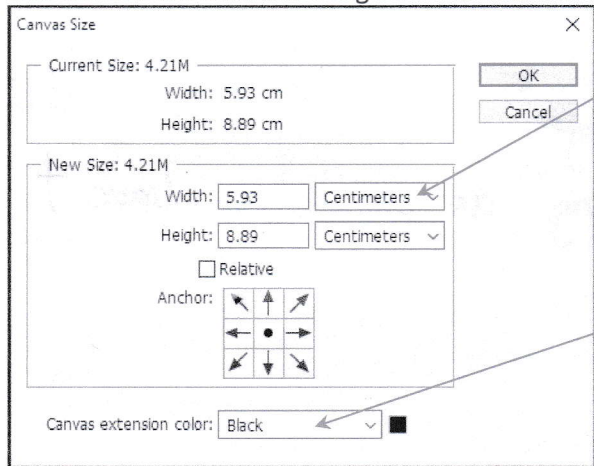 Canvas Size
Current Size: 4.21M
Width: 5.93 cm
Height: 8.89 cm
OK
Cancel
New Size: 4.21M
Width: 5.93 Centimeters
Height: 8.89 Centimeters
Relative
Anchor:
Canvas extension color: Black